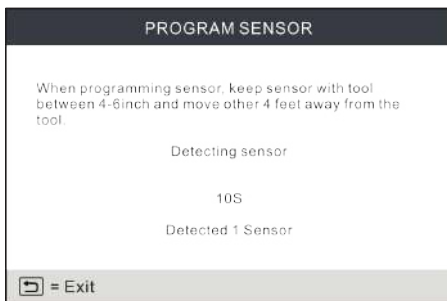 PROGRAM SENSOR
When programming sensor, keep sensor with tool
between 4-6inch and move other 4 feet away from the
tool.
Detecting sensor
10S
Detected 1 Sensor
= Exit